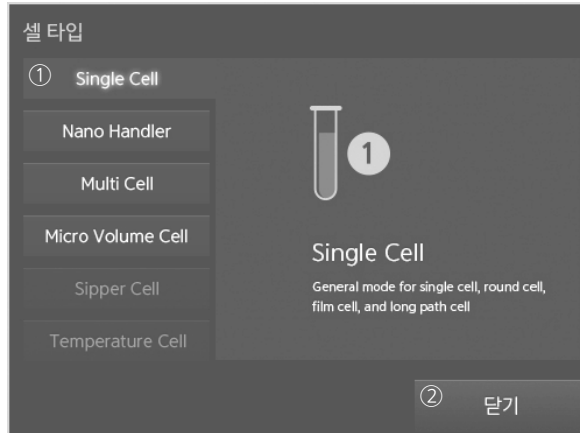 셀 타입
① Single Cell
Nano Handler
Multi Cell
Micro Volume Cell
Sipper Cell
Temperature Cell
1
Single Cell
General mode for single cell, round cell,
film cell, and long path cell
② 닫기